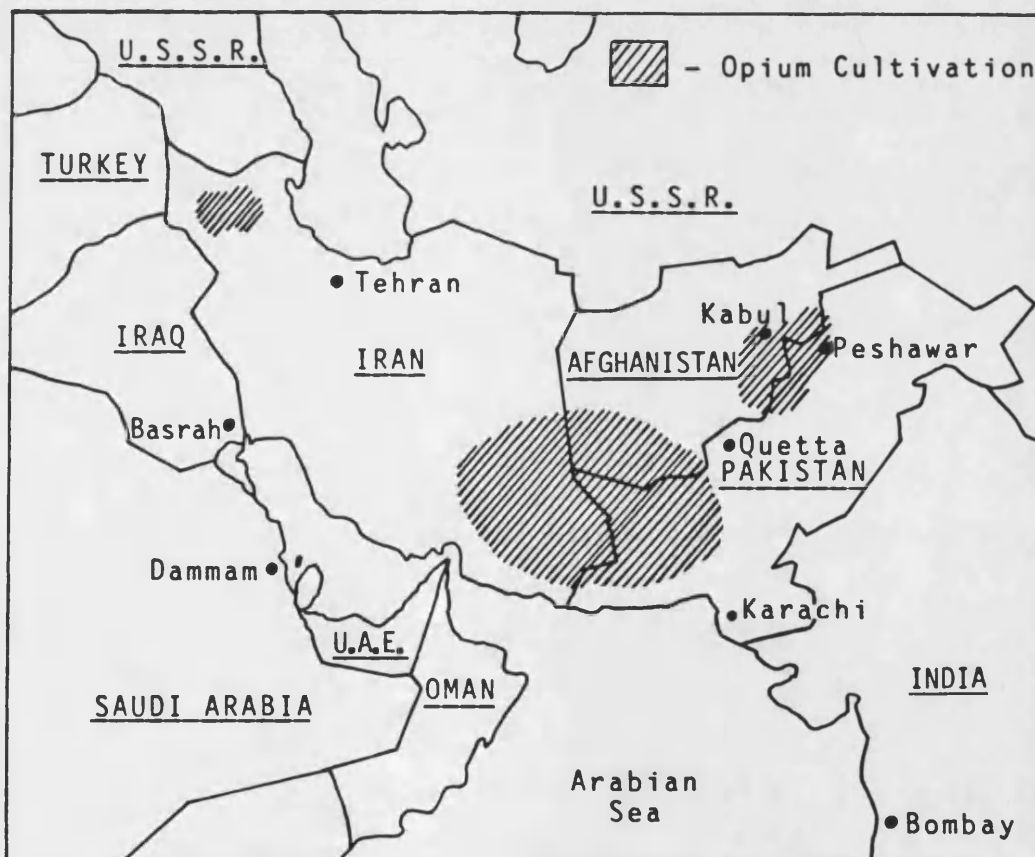 U.S.S.R.
– Opium Cultivation
TURKEY
U.S.S.R.
Tehran
Kabul
IRAQ
IRAN
AFGHANISTAN
Peshawar
Basrah
Quetta
PAKISTAN
Dammam
Karachi
U.A.E.
OMAN
INDIA
SAUDI ARABIA
Arabian
Sea
Bombay